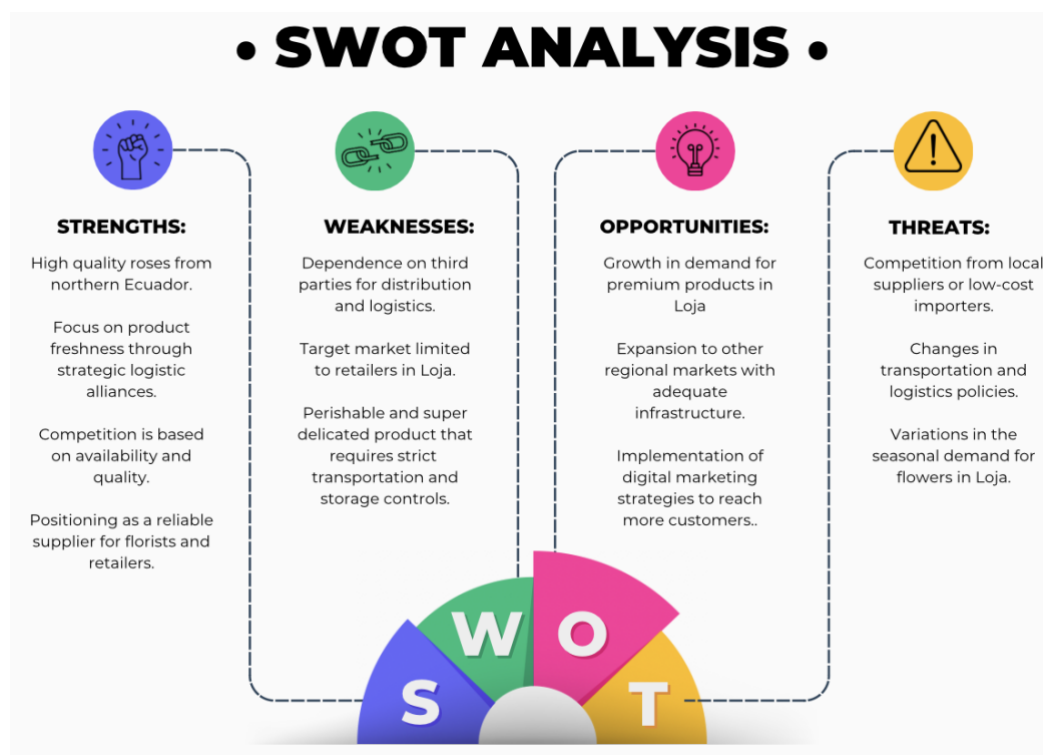 • SWOT ANALYSIS •
STRENGTHS:
High quality roses from
northern Ecuador.
Focus on product
freshness through
strategic logistic
alliances.
Competition is based
on availability and
quality.
Positioning as a reliable
supplier for florists and
retailers.
WEAKNESSES:
Dependence on third
parties for distribution
and logistics.
Target market limited
to retailers in Loja.
Perishable and super
delicated product that
requires strict
transportation and
storage controls.
OPPORTUNITIES:
Growth in demand for
premium products in
Loja
Expansion to other
regional markets with
adequate
infrastructure.
Implementation of
digital marketing
strategies to reach
more customers..
THREATS:
Competition from local
suppliers or low-cost
importers.
Changes in
transportation and
logistics policies.
Variations in the
seasonal demand for
flowers in Loja.
S
W
O
T